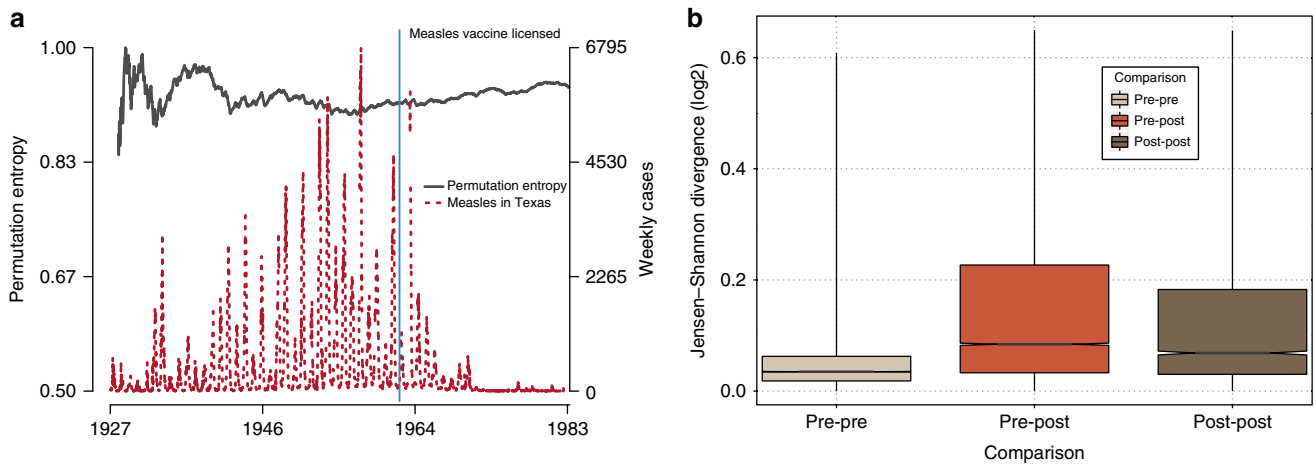 a
Measles vaccine licensed
1.00
0.83
0.67
0.50
Permutation entropy
6795
4530
2265
0
Weekly cases
Permutation entropy
Measles in Texas
1927
1946
1964
1983
b
Jensen–Shannon divergence (log2)
0.6
0.4
0.2
0.0
Comparison
Pre-pre
Pre-post
Post-post
Pre-pre
Pre-post
Post-post
Comparison